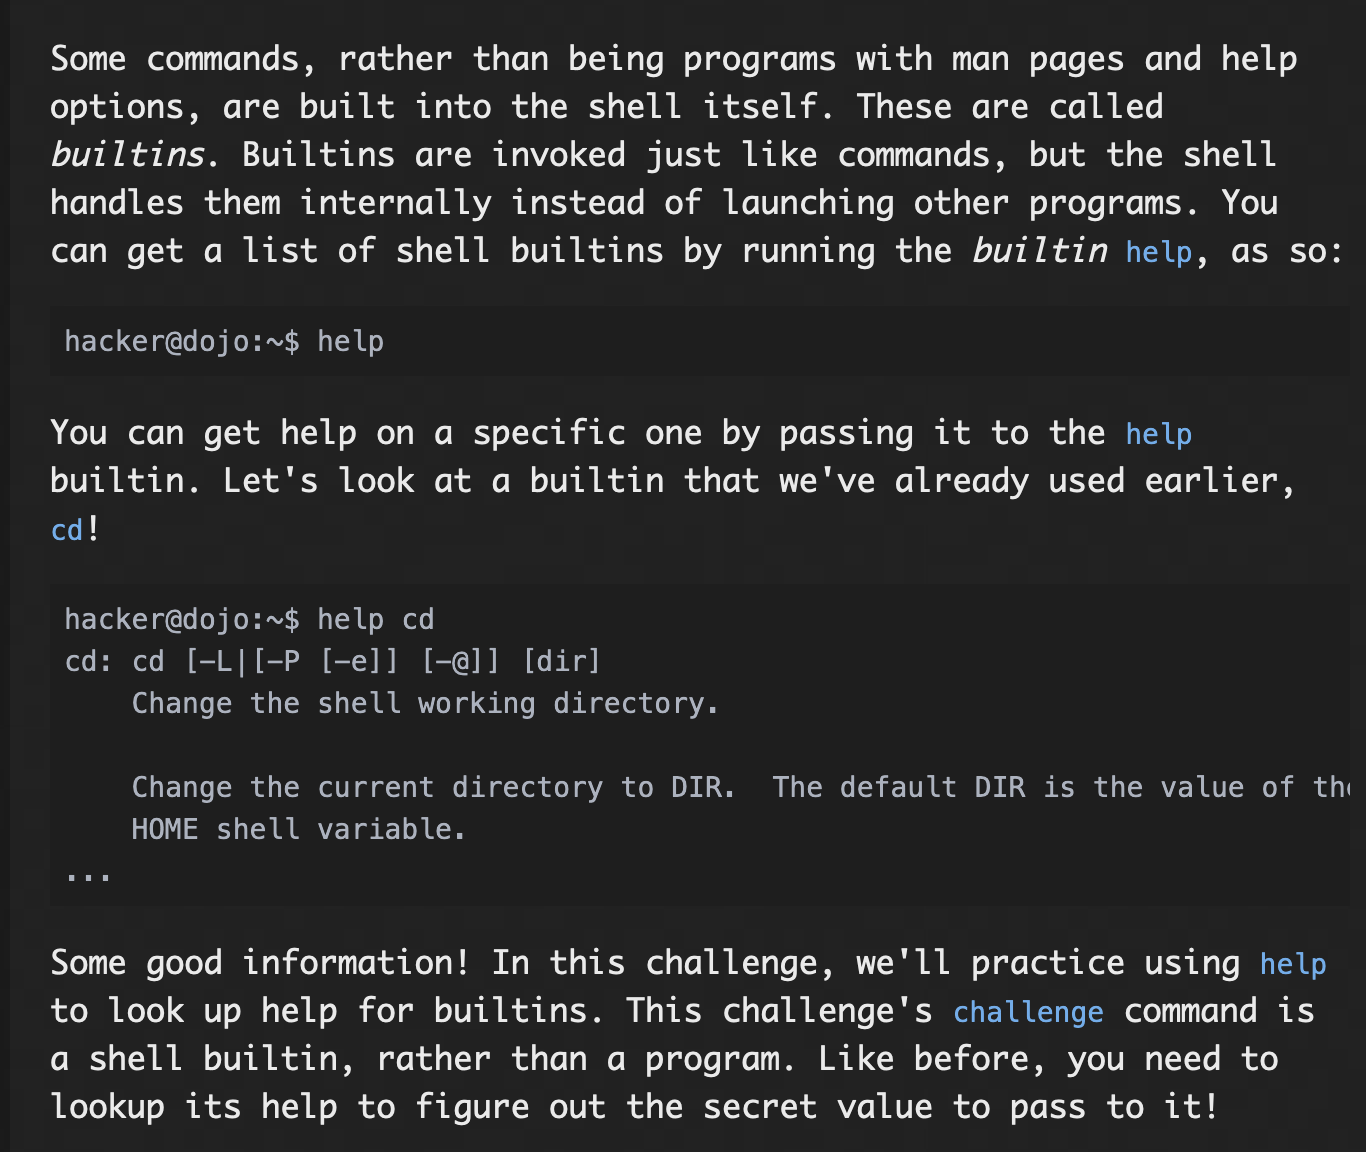 Some commands, rather than being programs with man pages and help
options, are built into the shell itself. These are called
builtins. Builtins are invoked just like commands, but the shell
handles them internally instead of launching other programs. You
can get a list of shell builtins by running the builtin help, as so:
hacker@dojo:~$ help
You can get help on a specific one by passing it to the help
builtin. Let's look at a builtin that we've already used earlier,
cd!
hacker@dojo:~$ help cd
cd: cd [-L|[-P [-e]] [-@]] [dir]
    Change the shell working directory.
    Change the current directory to DIR.  The default DIR is the value of
    HOME shell variable.
...
Some good information! In this challenge, we'll practice using help
to look up help for builtins. This challenge's challenge command is
a shell builtin, rather than a program. Like before, you need to
lookup its help to figure out the secret value to pass to it!